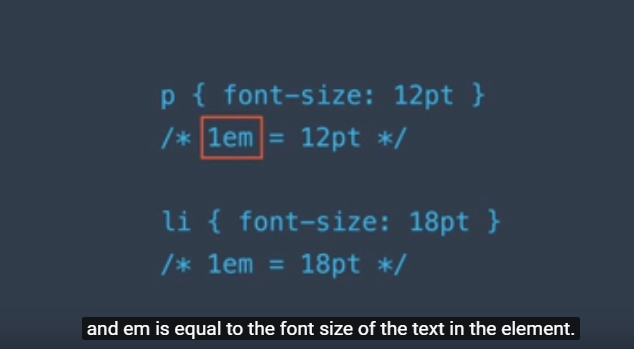 p { font-size: 12pt }
/* 1em = 12pt */
li { font-size: 18pt }
/* 1em = 18pt */
and em is equal to the font size of the text in the element.